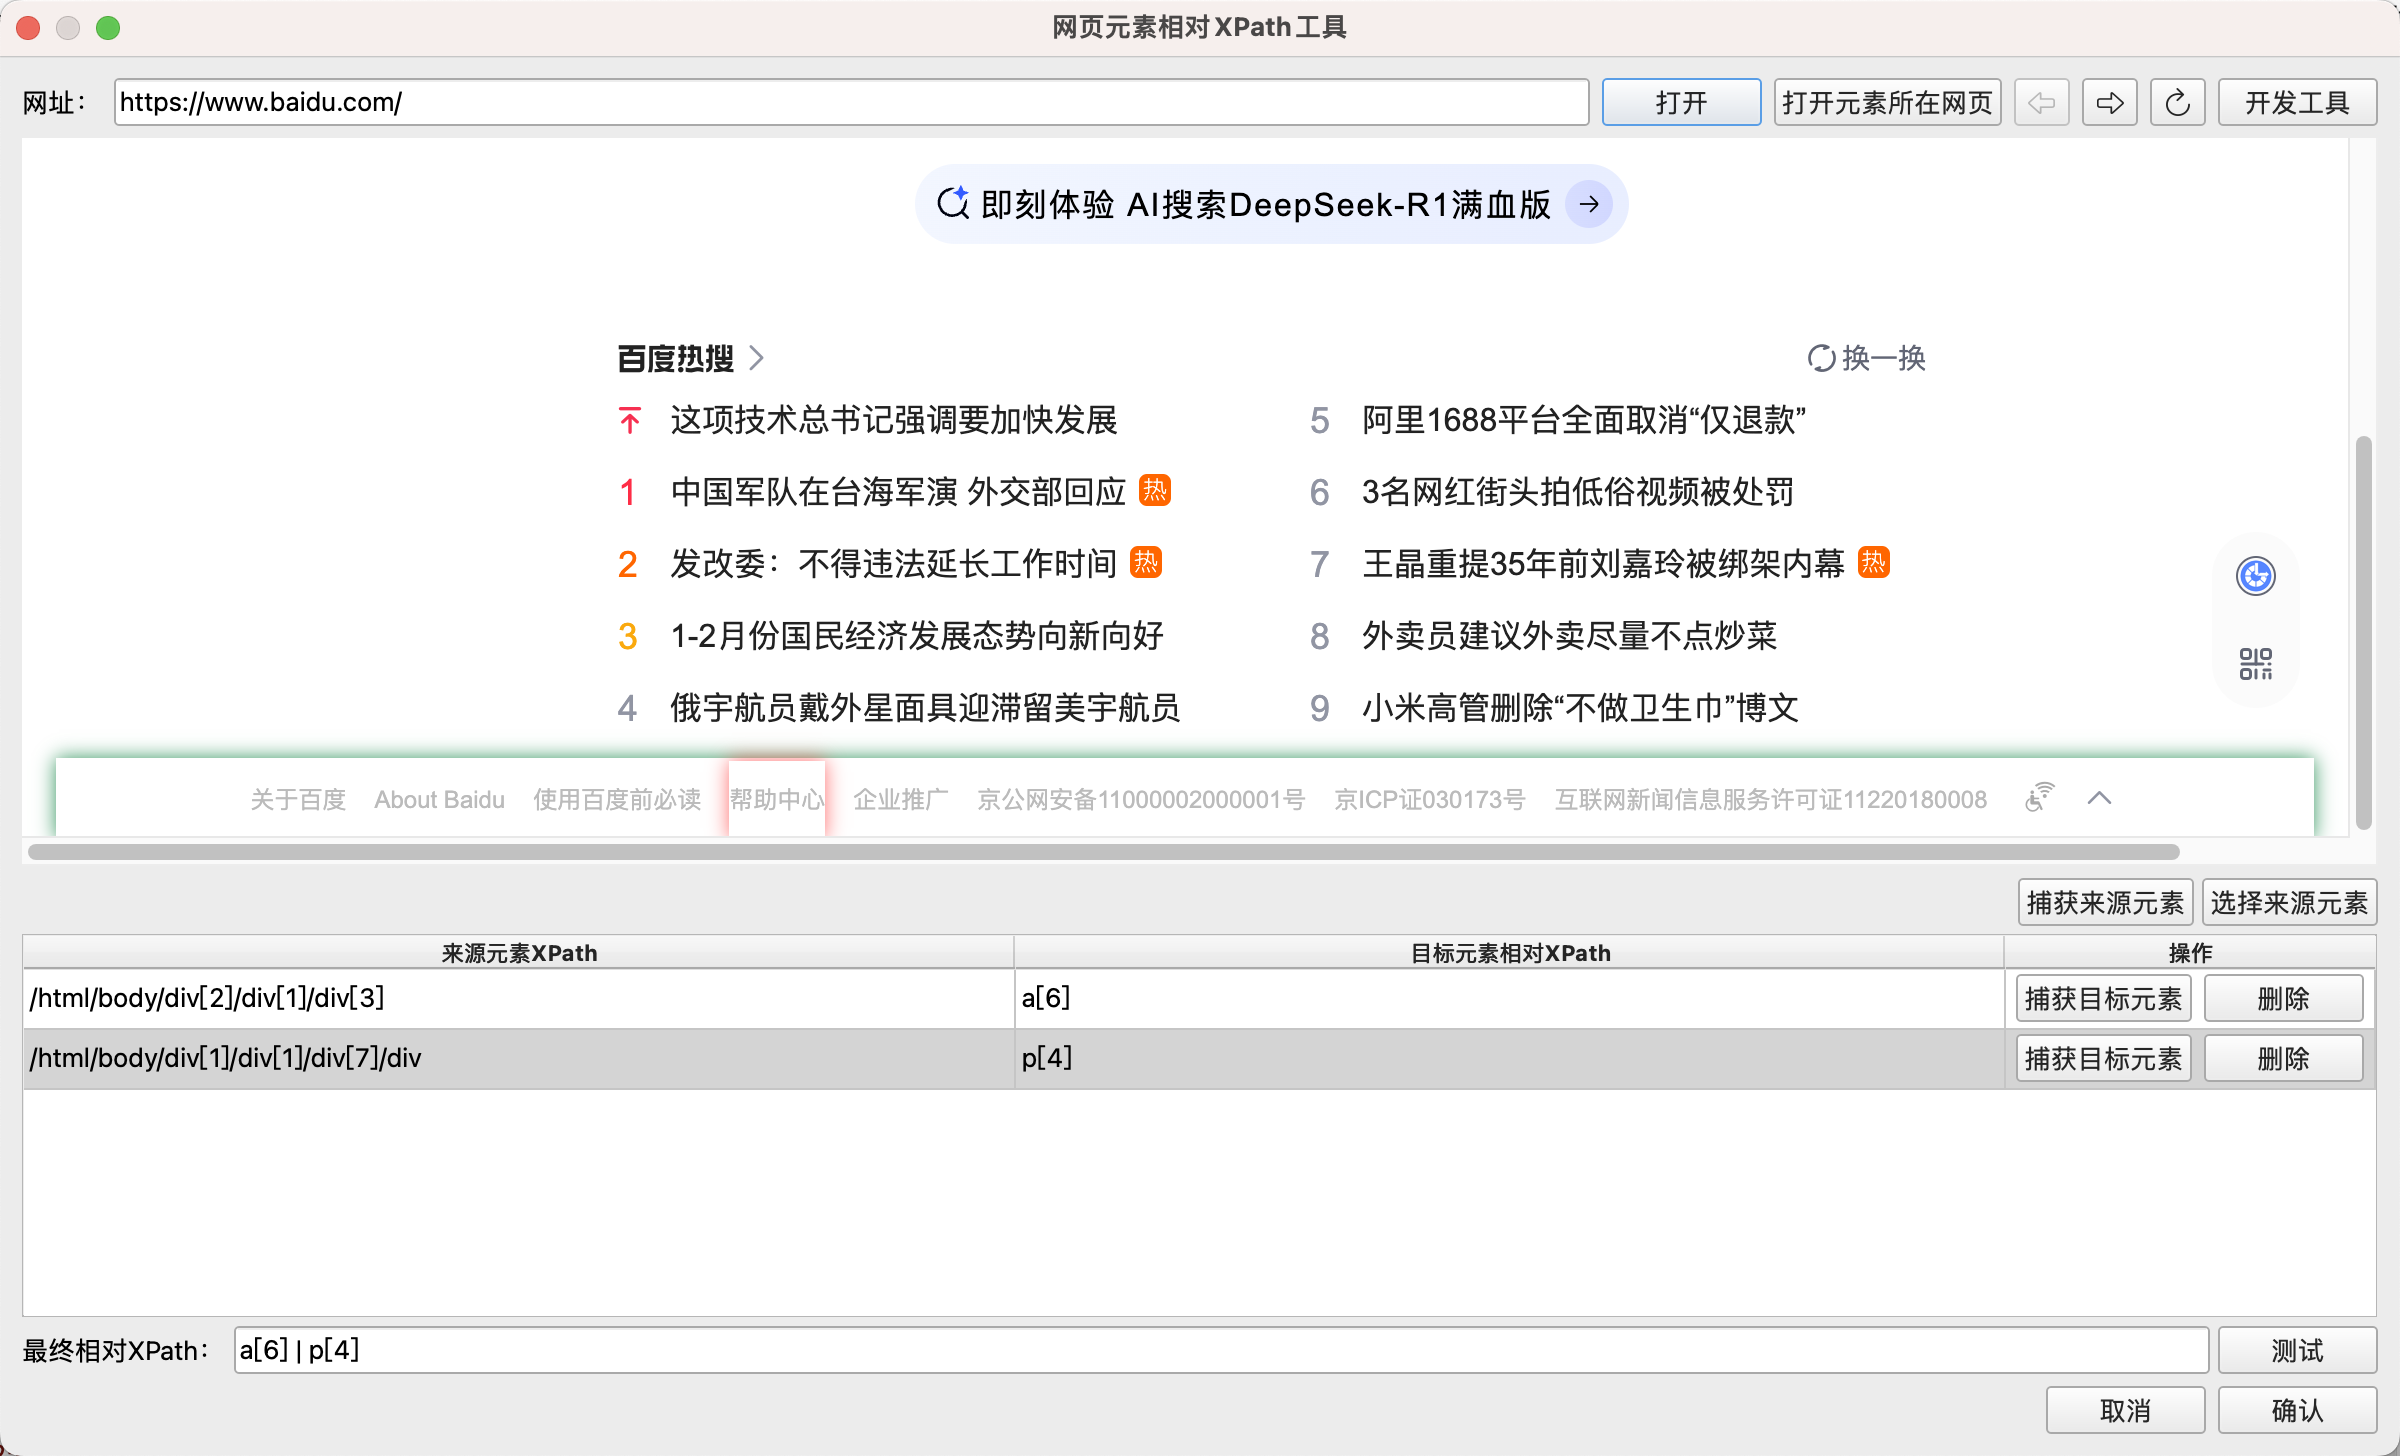 网页元素相对XPath工具
网址： https://www.baidu.com/ 打开 打开元素所在网页 开发工具
即刻体验 AI搜索DeepSeek-R1满血版
百度热搜 换一换
这项技术总书记强调要加快发展
1 中国军队在台海军演 外交部回应 热
2 发改委：不得违法延长工作时间 热
3 1-2月份国民经济发展态势向新向好
4 俄宇航员戴外星面具迎滞留美宇航员
5 阿里1688平台全面取消“仅退款”
6 3名网红街头拍低俗视频被处罚
7 王晶重提35年前刘嘉玲被绑架内幕 热
8 外卖员建议外卖尽量不点炒菜
9 小米高管删除“不做卫生巾”博文
关于百度 About Baidu 使用百度前必读 帮助中心 企业推广 京公网安备11000002000001号 京ICP证030173号 互联网新闻信息服务许可证11220180008
捕获来源元素 选择来源元素
来源元素XPath 目标元素相对XPath 操作
/html/body/div[2]/div[1]/div[3] a[6] 捕获目标元素 删除
/html/body/div[1]/div[1]/div[7]/div p[4] 捕获目标元素 删除
最终相对XPath： a[6] | p[4] 测试
取消 确认